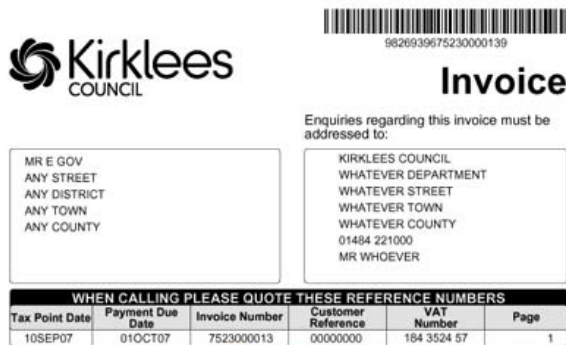 Kirklees
COUNCIL
9826939675230000139
Invoice
Enquiries regarding this invoice must be
addressed to:
MR E GOV
ANY STREET
ANY DISTRICT
ANY TOWN
ANY COUNTY
KIRKLEES COUNCIL
WHATEVER DEPARTMENT
WHATEVER STREET
WHATEVER TOWN
WHATEVER COUNTY
01484 221000
MR WHOEVER
WHEN CALLING PLEASE QUOTE THESE REFERENCE NUMBERS
Tax Point Date Payment Due Date Invoice Number Customer Reference VAT Number Page
10SEP07 01OCT07 7523000013 00000000 184 3524 57 1